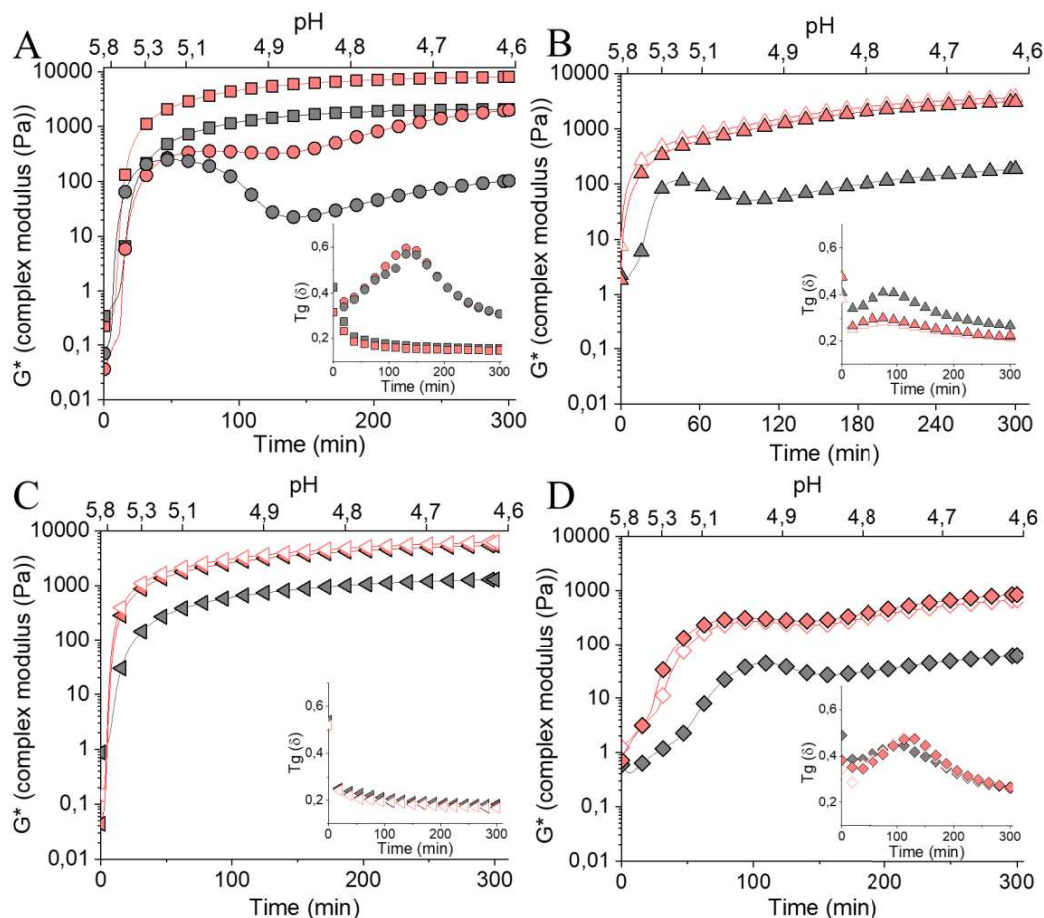 A
pH
5,8 5,3 5,1 4,9 4,8 4,7 4,6
G* (complex modulus (Pa))
10000
1000
100
10
1
0,1
0,01
0 100 200 300
Time (min)
Tg (δ)
0,6
0,4
0,2
0 100 200 300
Time (min)
B
pH
5,8 5,3 5,1 4,9 4,8 4,7 4,6
G* (complex modulus (Pa))
10000
1000
100
10
1
0,1
0,01
0 60 120 180 240 300
Time (min)
Tg (δ)
0,6
0,4
0,2
0 100 200 300
Time (min)
C
pH
5,8 5,3 5,1 4,9 4,8 4,7 4,6
G* (complex modulus (Pa))
10000
1000
100
10
1
0,1
0,01
0 100 200 300
Time (min)
Tg (δ)
0,6
0,4
0,2
0 100 200 300
Time (min)
D
pH
5,8 5,3 5,1 4,9 4,8 4,7 4,6
G* (complex modulus (Pa))
10000
1000
100
10
1
0,1
0,01
0 100 200 300
Time (min)
Tg (δ)
0,6
0,4
0,2
0 100 200 300
Time (min)